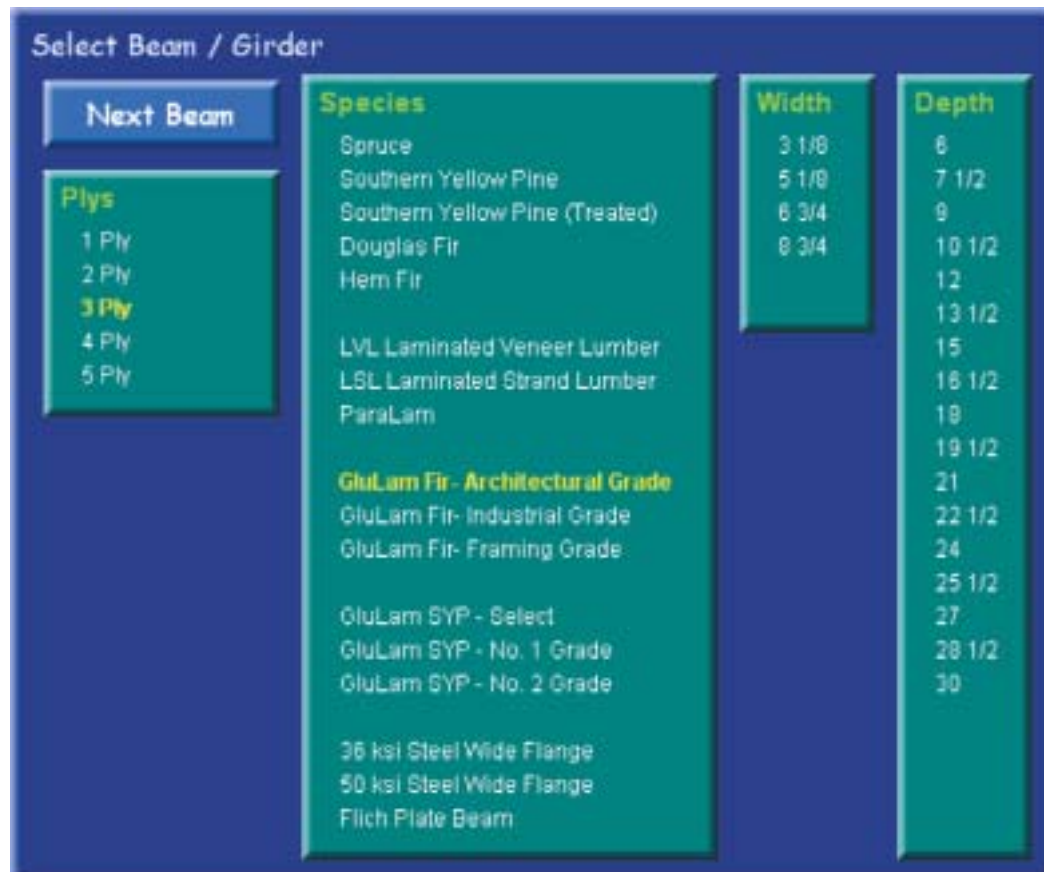 Select Beam / Girder
Next Beam
Plys
1 Ply
2 Ply
3 Ply
4 Ply
5 Ply
Species
Spruce
Southern Yellow Pine
Southern Yellow Pine (Treated)
Douglas Fir
Hem Fir
LVL Laminated Veneer Lumber
LSL Laminated Strand Lumber
ParaLam
GluLam Fir- Architectural Grade
GluLam Fir- Industrial Grade
GluLam Fir- Framing Grade
GluLam SYP - Select
GluLam SYP - No. 1 Grade
GluLam SYP - No. 2 Grade
36 ksi Steel Wide Flange
50 ksi Steel Wide Flange
Flich Plate Beam
Width
3 1/8
5 1/8
6 3/4
8 3/4
Depth
6
7 1/2
9
10 1/2
12
13 1/2
15
16 1/2
18
19 1/2
21
22 1/2
24
25 1/2
27
28 1/2
30